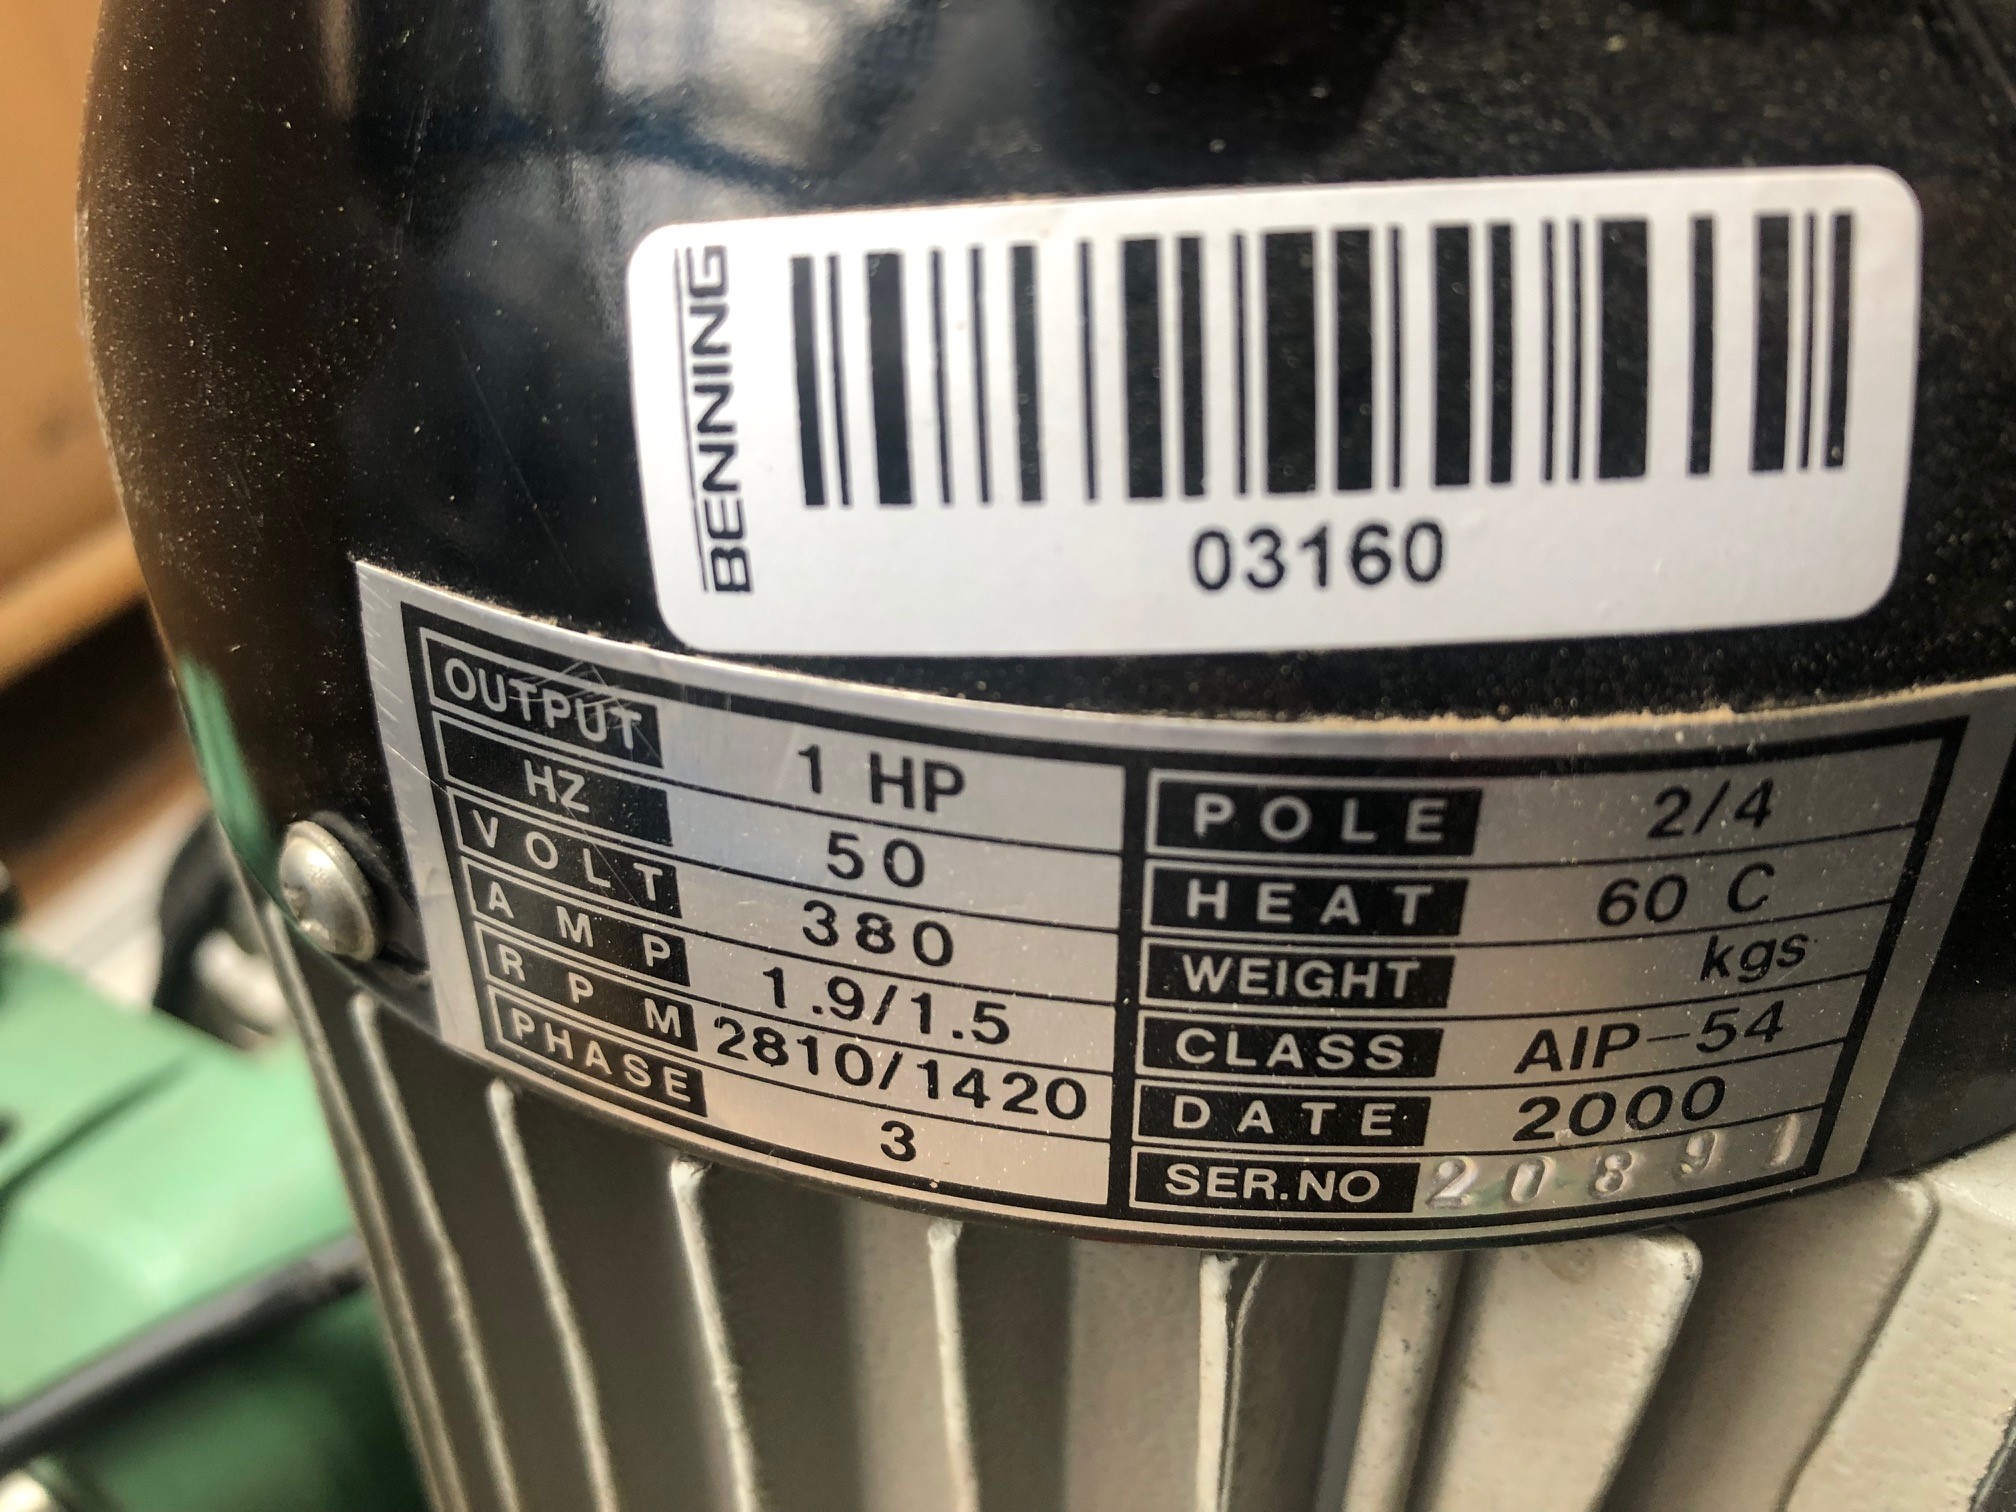 BENNING
03160
OUTPUT 1 HP
HZ 50
VOLT 380
AMP 1.9/1.5
RPM 2810/1420
PHASE 3
POLE 2/4
HEAT 60 C
WEIGHT kgs
CLASS AIP-54
DATE 2000
SER.NO 20891